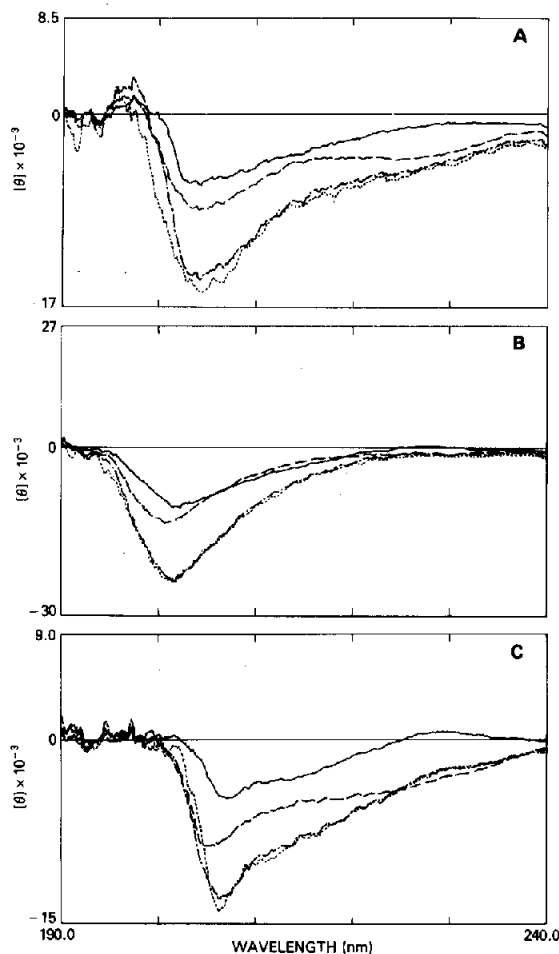 8.5
A
0
[θ] × 10⁻³
17
27
B
0
[θ] × 10⁻³
– 30
9.0
C
0
[θ] × 10⁻³
–15
190.0
WAVELENGTH (nm)
240.0